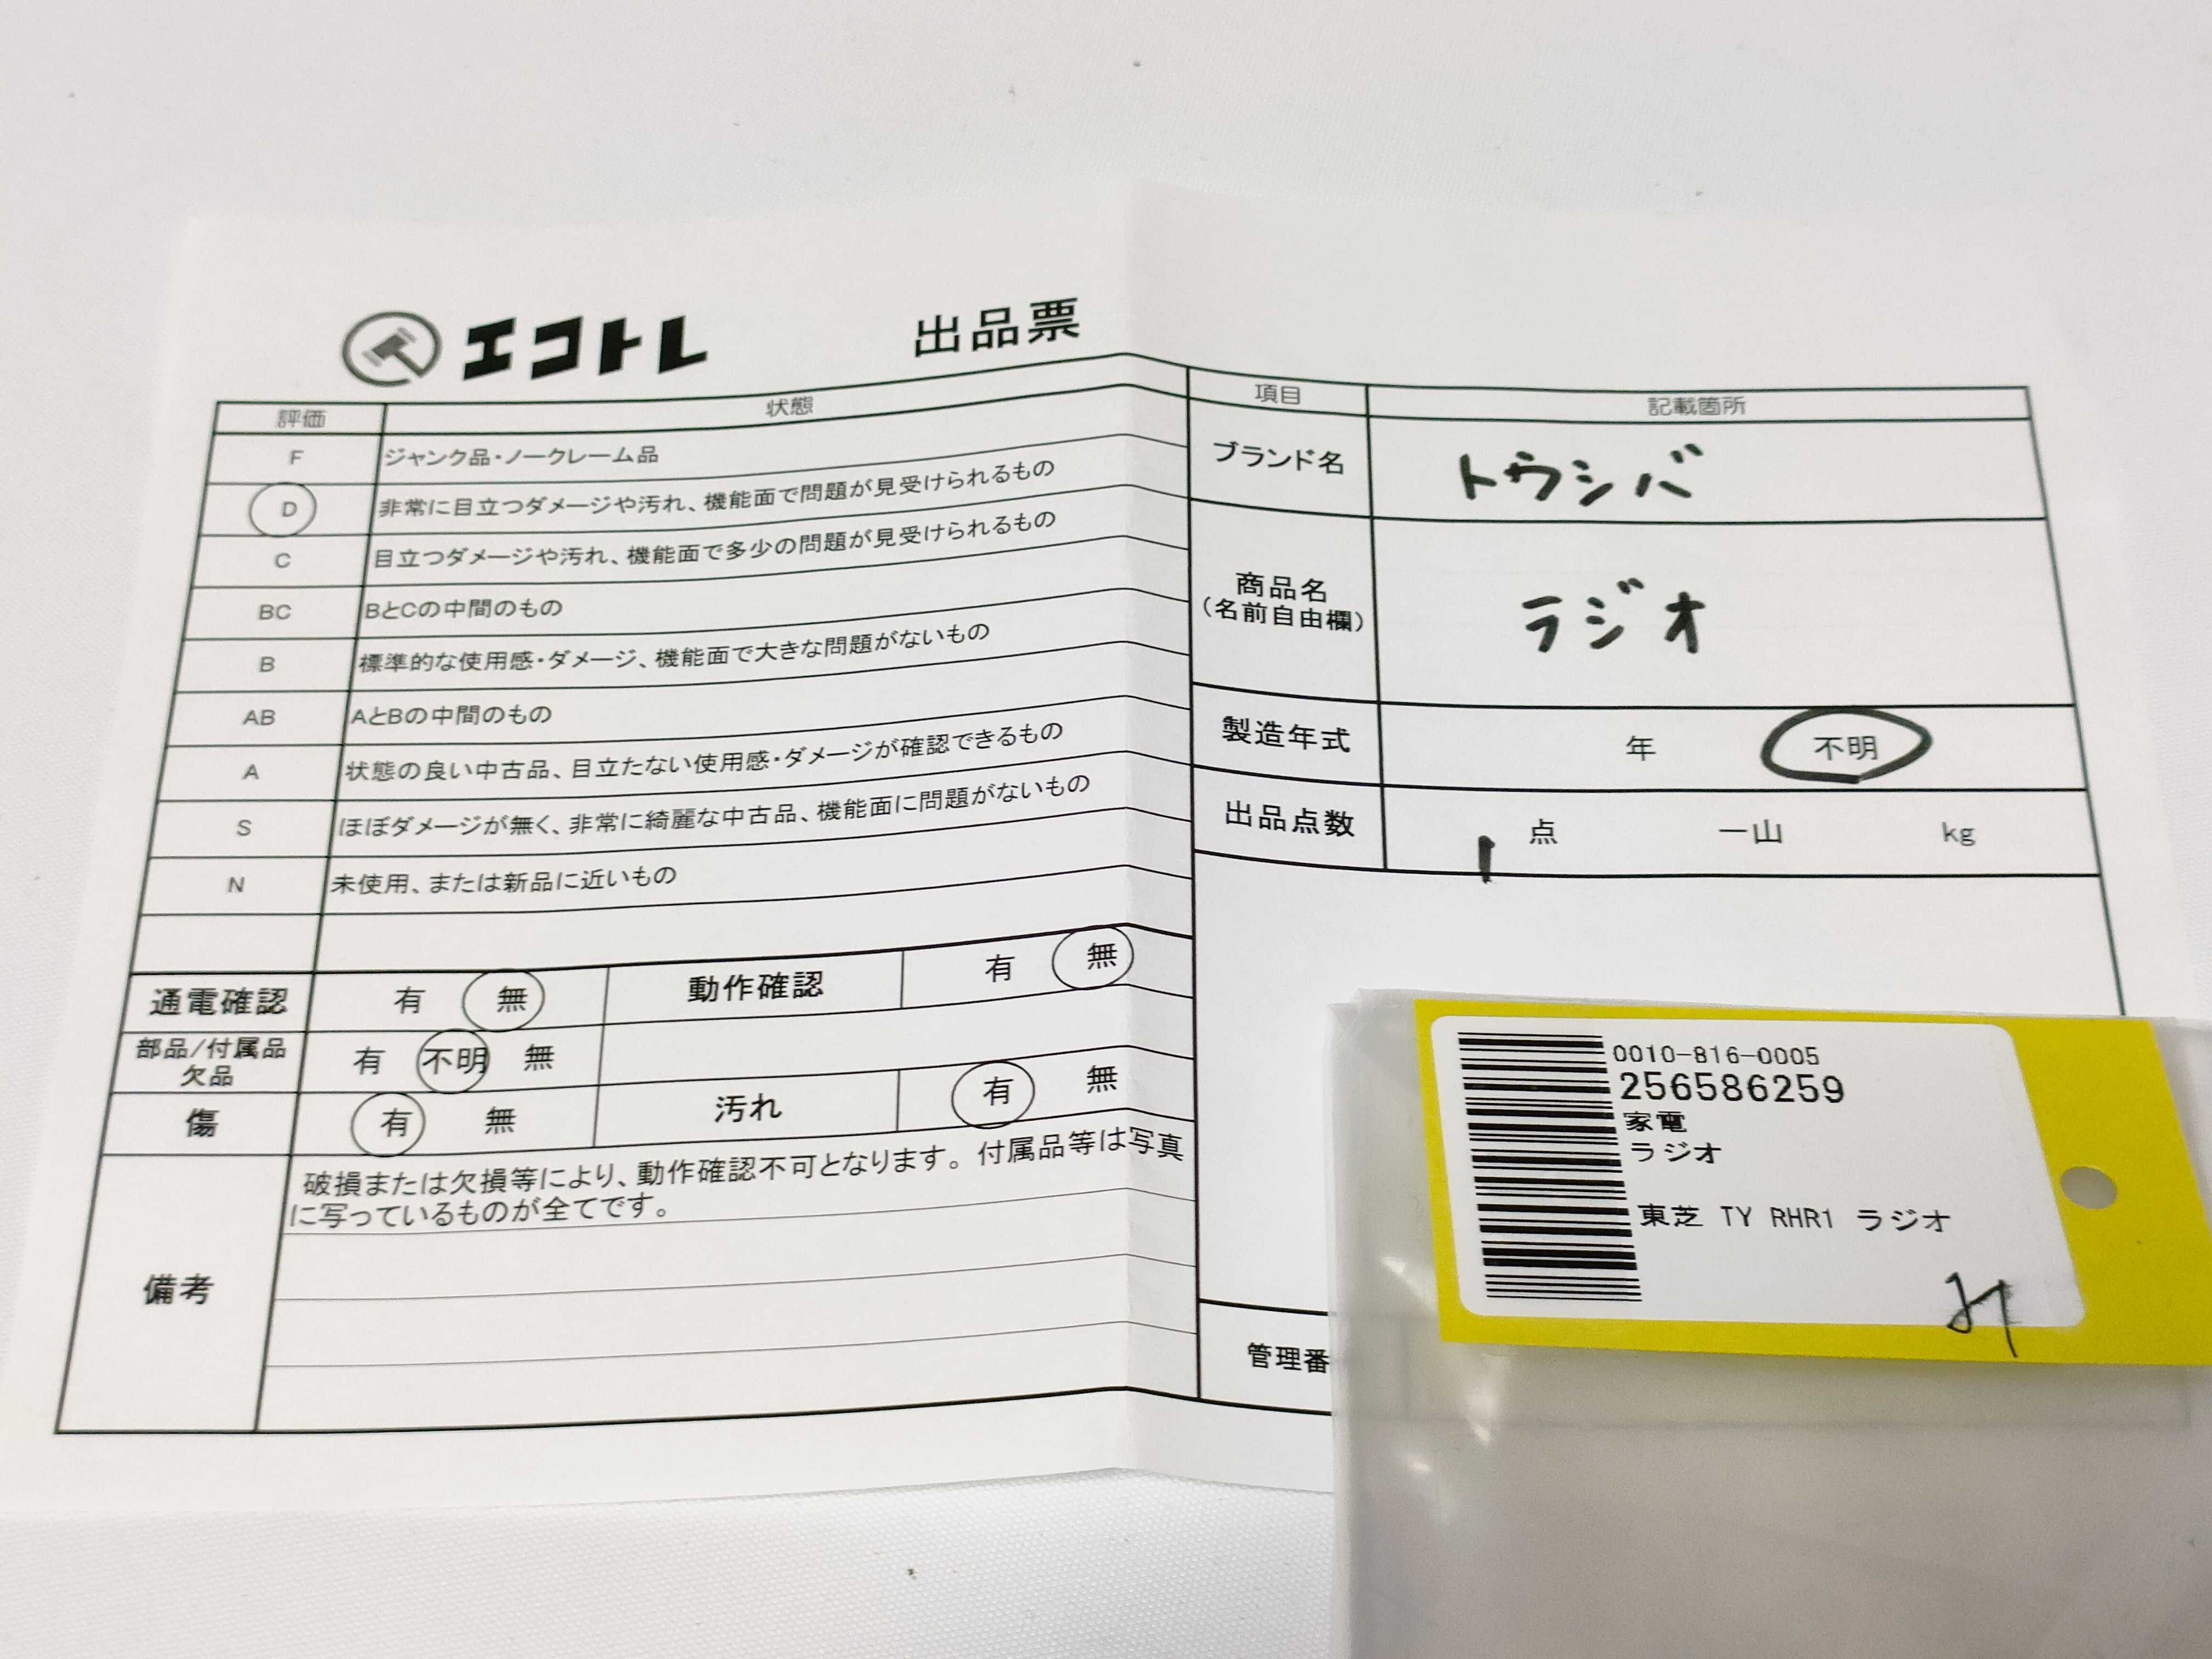 エコトレ 出品票
評価 状態
F ジャンク品・ノークレーム品
D 非常に目立つダメージや汚れ、機能面で問題が見受けられるもの
C 目立つダメージや汚れ、機能面で多少の問題が見受けられるもの
BC BとCの中間のもの
B 標準的な使用感・ダメージ、機能面で大きな問題がないもの
AB AとBの中間のもの
A 状態の良い中古品、目立たない使用感・ダメージが確認できるもの
S ほぼダメージが無く、非常に綺麗な中古品、機能面に問題がないもの
N 未使用、または新品に近いもの
通電確認 有 無 動作確認 有 無
部品/付属品
欠品 有 不明 無
傷 有 無 汚れ 有 無
備考
破損または欠損等により、動作確認不可となります。付属品等は写真
に写っているものが全てです。
項目 記載箇所
ブランド名 トウシバ
商品名
(名前自由欄) ラジオ
製造年式 年 不明
出品点数 1 点 一山 kg
管理番
0010-816-0005
256586259
家電
ラジオ
東芝 TY RHR1 ラジオ